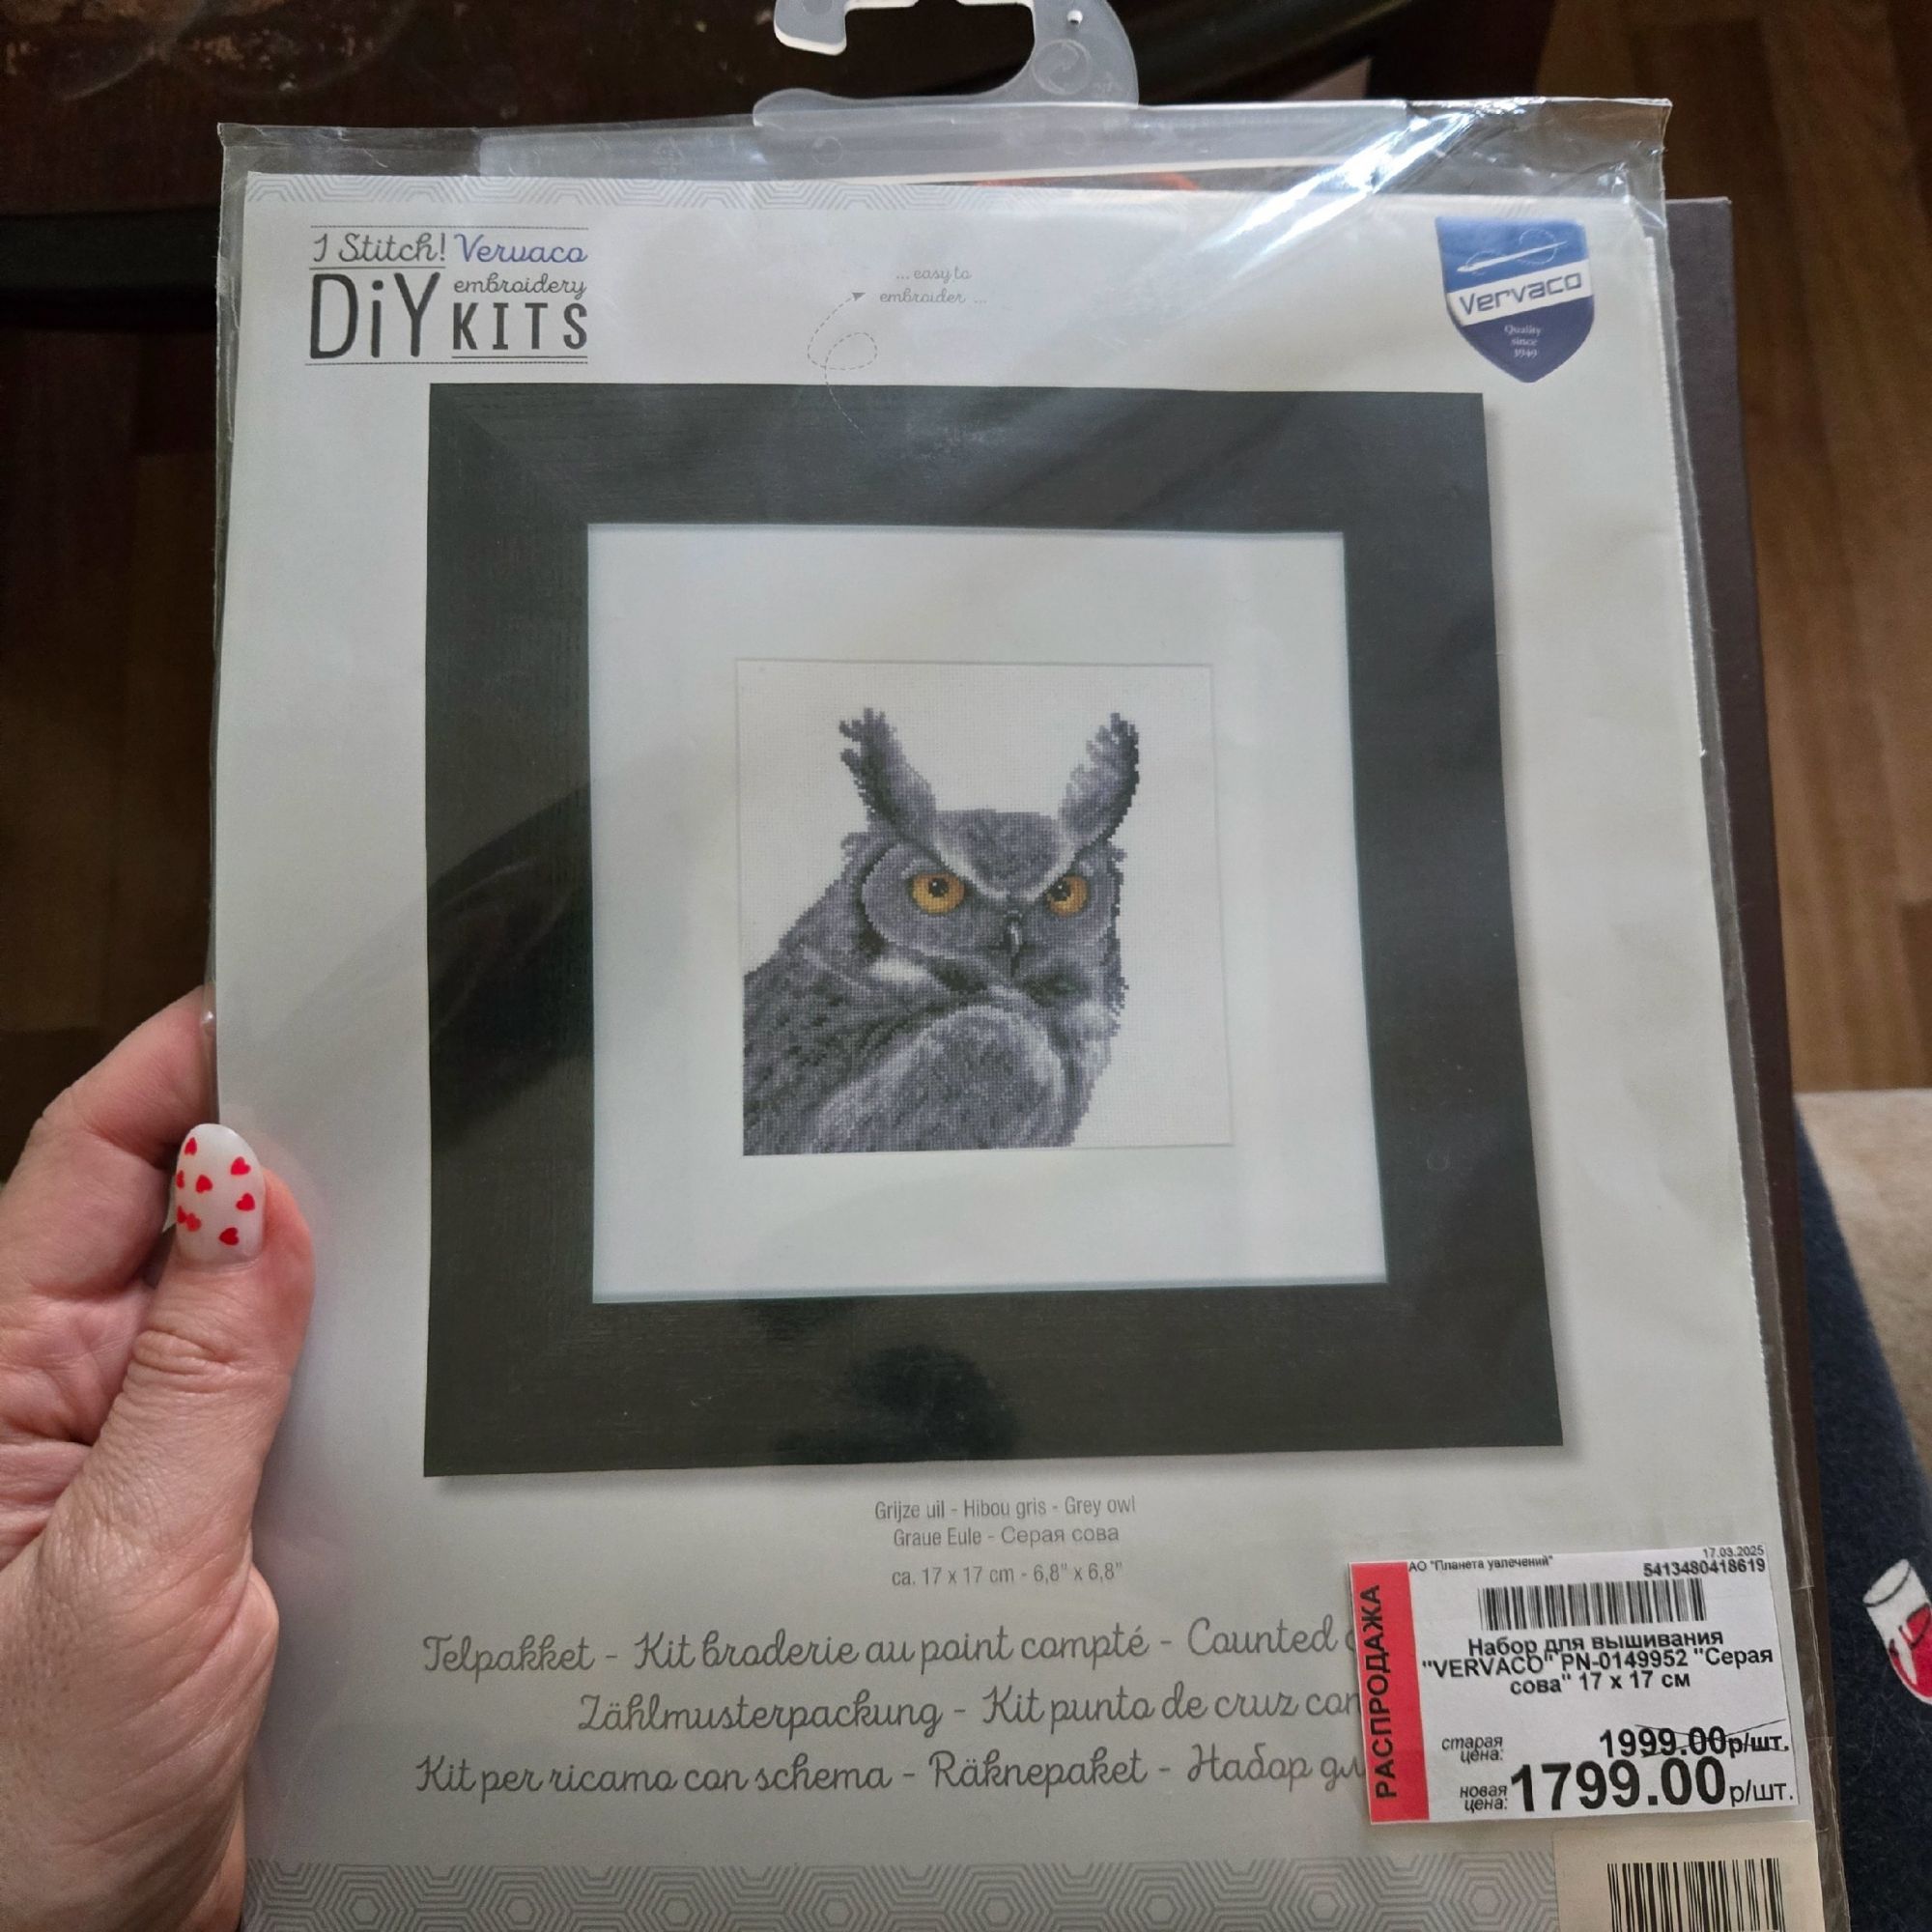 I Stitch! Vervaco
DiY embroidery
KITS
... easy to
embroider ...
Vervaco
Quality
since
1949
Grijze uil - Hibou gris - Grey owl
Graue Eule - Серая сова
ca. 17 x 17 cm - 6,8" x 6,8"
Telpakket - Kit broderie au point compté - Counted
Zählmusterpackung - Kit punto de cruz con
Kit per ricamo con schema - Räknepaket - Набор дл
РАСПРОДАЖА
17.03.2025
АО "Планета увлечений"
5413480418619
Набор для вышивания
"VERVACO" PN-0149952 "Серая
сова" 17 x 17 см
старая цена: 1999.00р/шт.
новая цена: 1799.00р/шт.